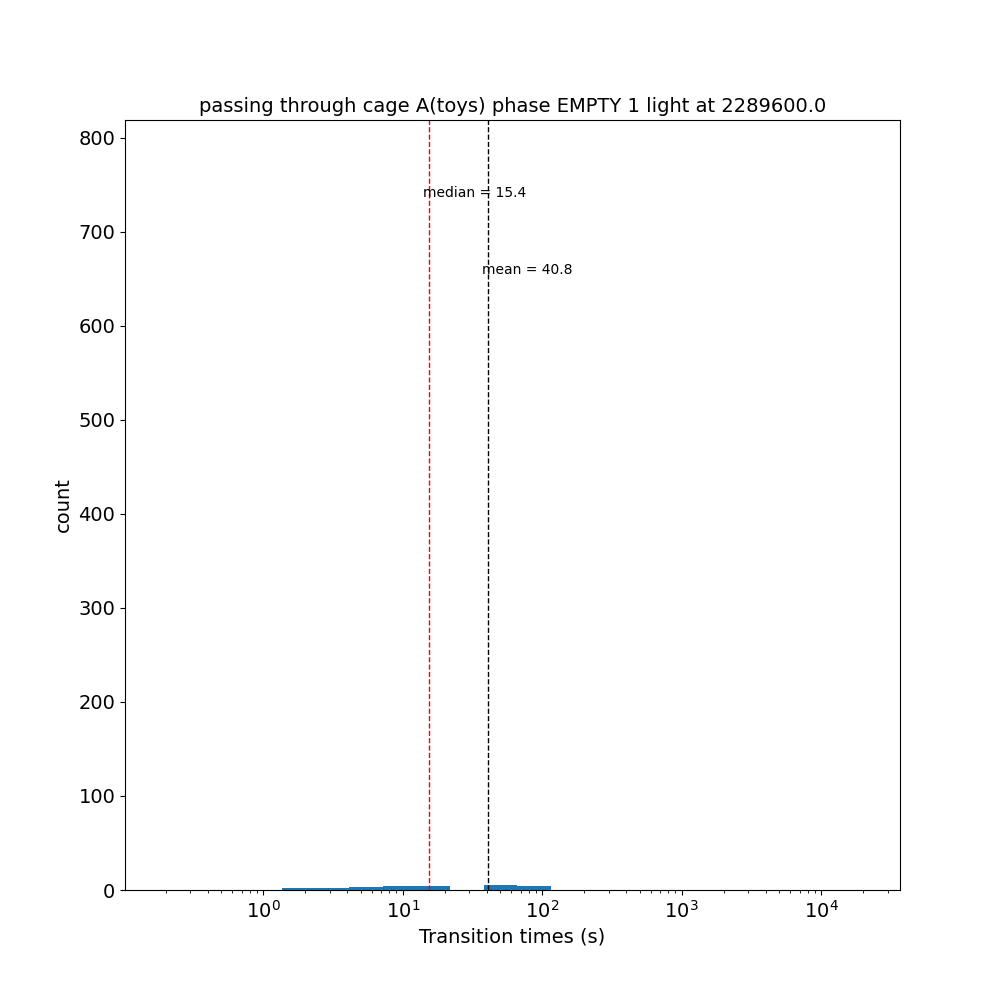 passing through cage A(toys) phase EMPTY 1 light at 2289600.0
800
median = 15.4
700
mean = 40.8
600
500
count
400
300
200
100
0
10⁰ 10¹ 10² 10³ 10⁴
Transition times (s)